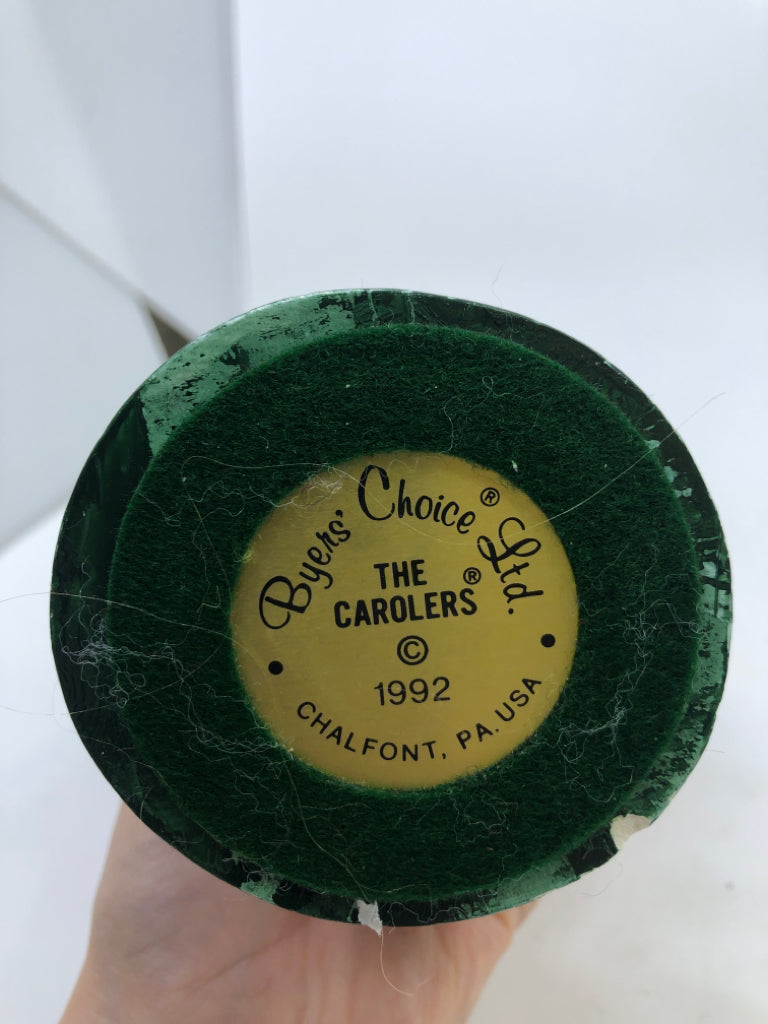 Byers' Choice® Ltd.
THE
CAROLERS®
©
1992
CHALFONT, PA. USA